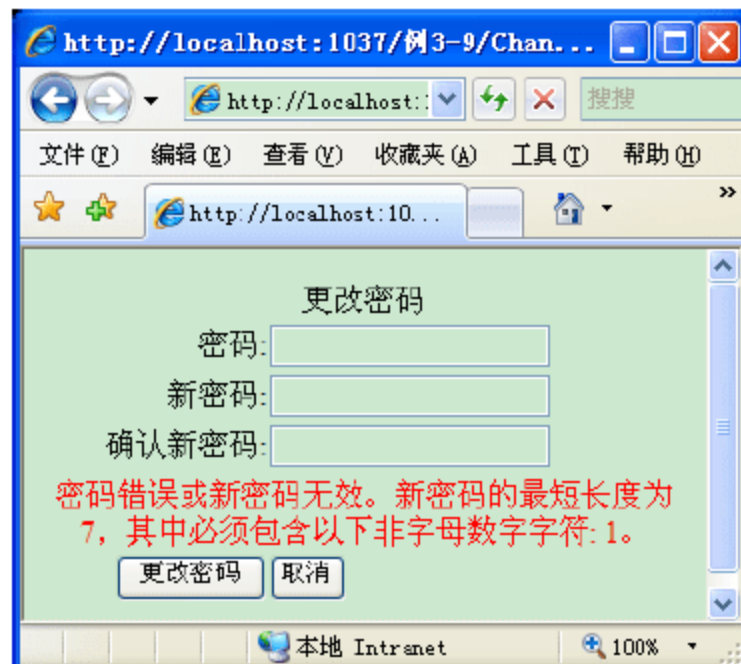 http://localhost:1037/例3-9/Chan...
http://localhost:
搜搜
文件(F) 编辑(E) 查看(V) 收藏夹(A) 工具(T) 帮助(H)
http://localhost:10...
更改密码
密码:
新密码:
确认新密码:
密码错误或新密码无效。新密码的最短长度为
7，其中必须包含以下非字母数字字符: 1。
更改密码 取消
本地 Intranet 100%